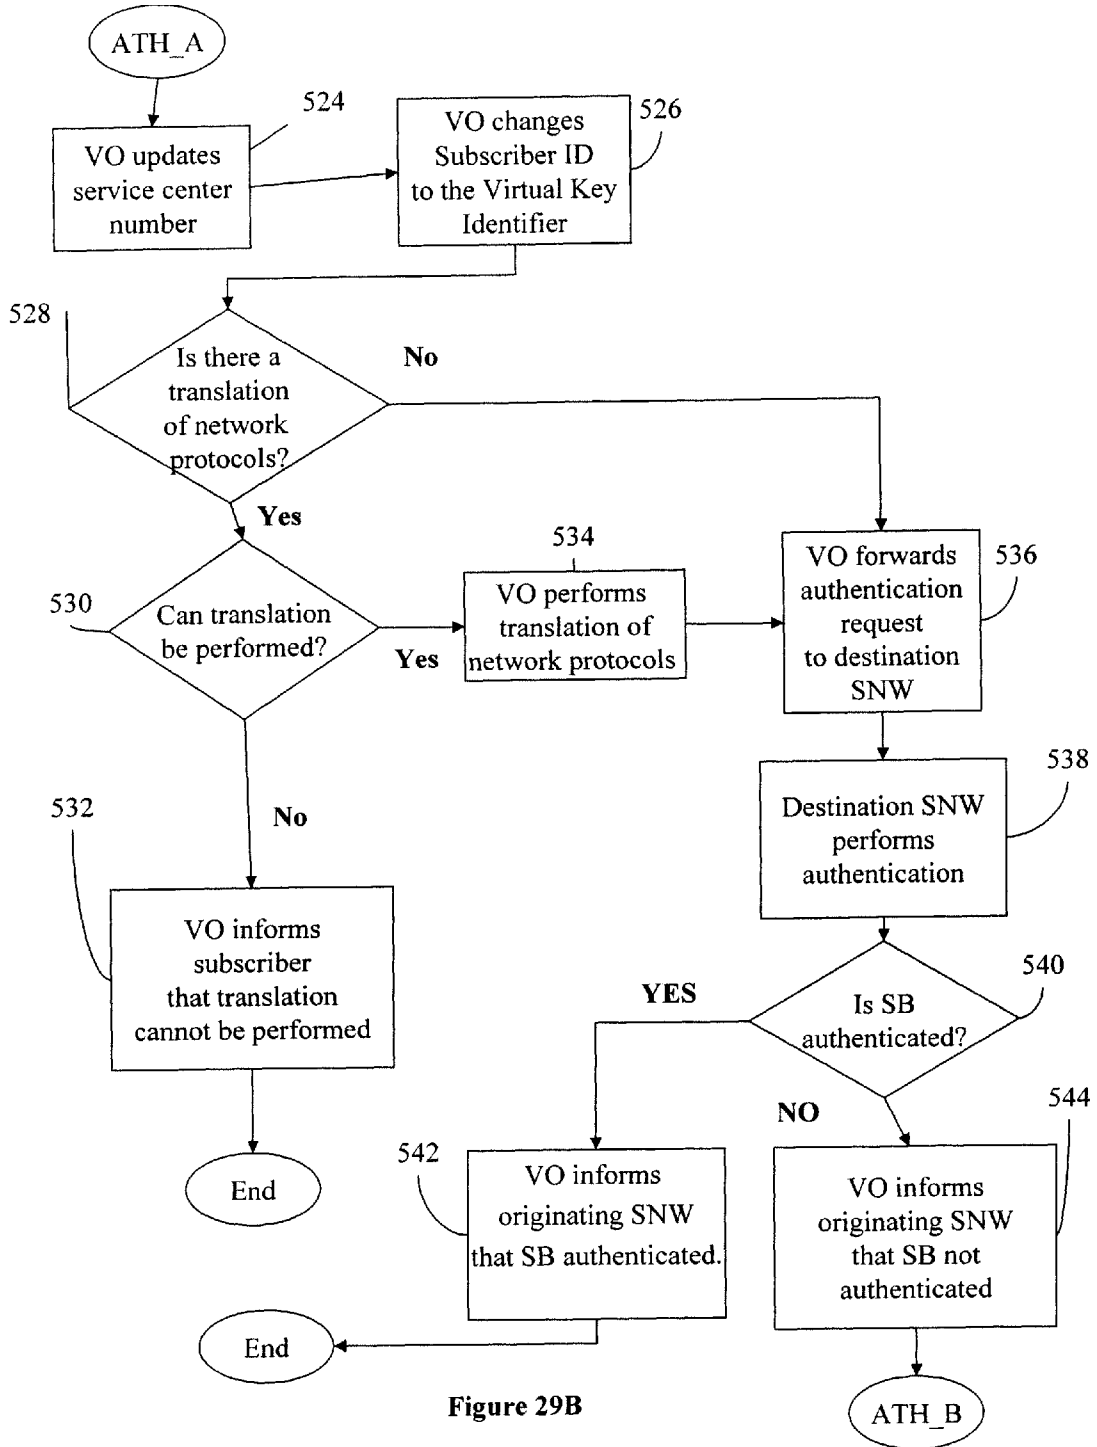 ATH_A
524
VO updates
service center
number
VO changes
Subscriber ID
to the Virtual Key
Identifier
526
528
Is there a
translation
of network
protocols?
No
Yes
530
Can translation
be performed?
Yes
534
VO performs
translation of
network protocols
VO forwards
authentication
request
to destination
SNW
536
538
Destination SNW
performs
authentication
532
No
VO informs
subscriber
that translation
cannot be performed
End
540
Is SB
authenticated?
YES
NO
542
VO informs
originating SNW
that SB authenticated.
544
VO informs
originating SNW
that SB not
authenticated
End
ATH_B
Figure 29B